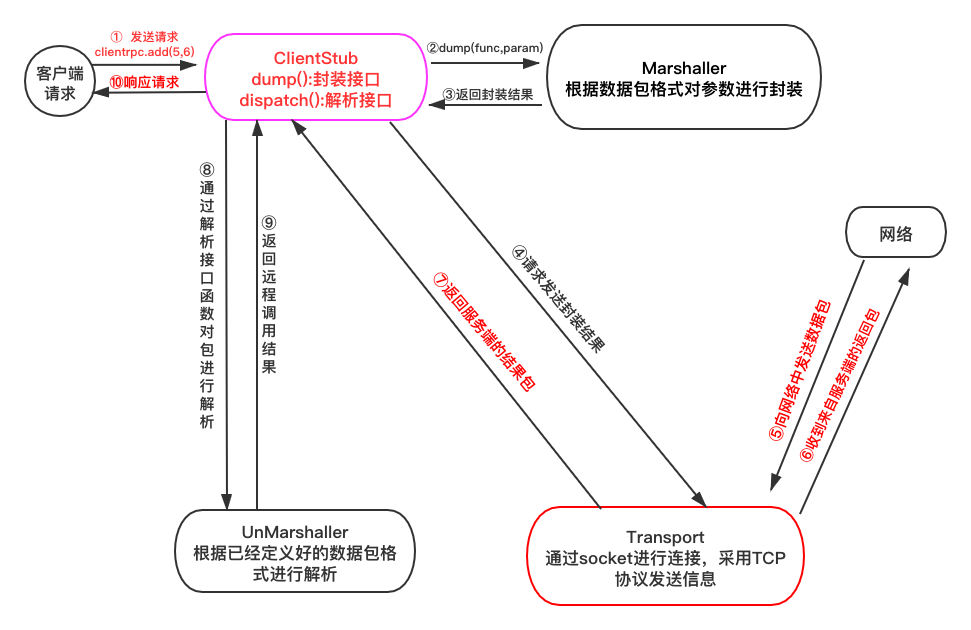 ① 发送请求
clientrpc.add(5,6)
客户端
请求
⑩响应请求
ClientStub
dump():封装接口
dispatch():解析接口
②dump(func,param)
③返回封装结果
Marshaller
根据数据包格式对参数进行封装
⑧通过解析接口函数对包进行解析
⑨返回远程调用结果
④请求发送封装结果
⑦返回服务端的结果包
网络
⑤向网络中发送数据包
⑥收到来自服务端的返回包
UnMarshaller
根据已经定义好的数据包格
式进行解析
Transport
通过socket进行连接，采用TCP
协议发送信息